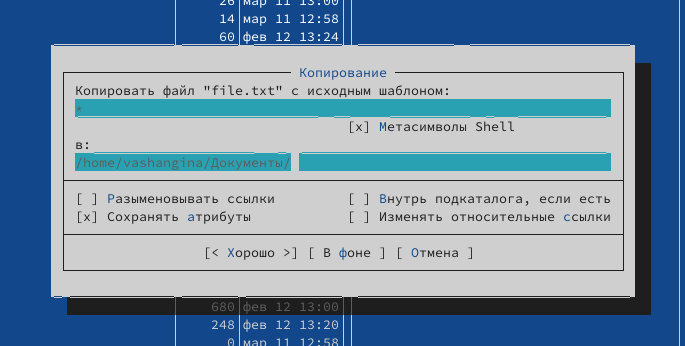 26 мар 11 13:00
14 мар 11 12:58
60 фев 12 13:24
Копирование
Копировать файл "file.txt" с исходным шаблоном:
*
[x] Метасимволы Shell
в:
/home/vashangina/Документы/
[ ] Разыменовывать ссылки [ ] Внутрь подкаталога, если есть
[x] Сохранять атрибуты [ ] Изменять относительные ссылки
[< Хорошо >] [ В фоне ] [ Отмена ]
680 фев 12 13:00
248 фев 12 13:20
0 мар 11 12:58